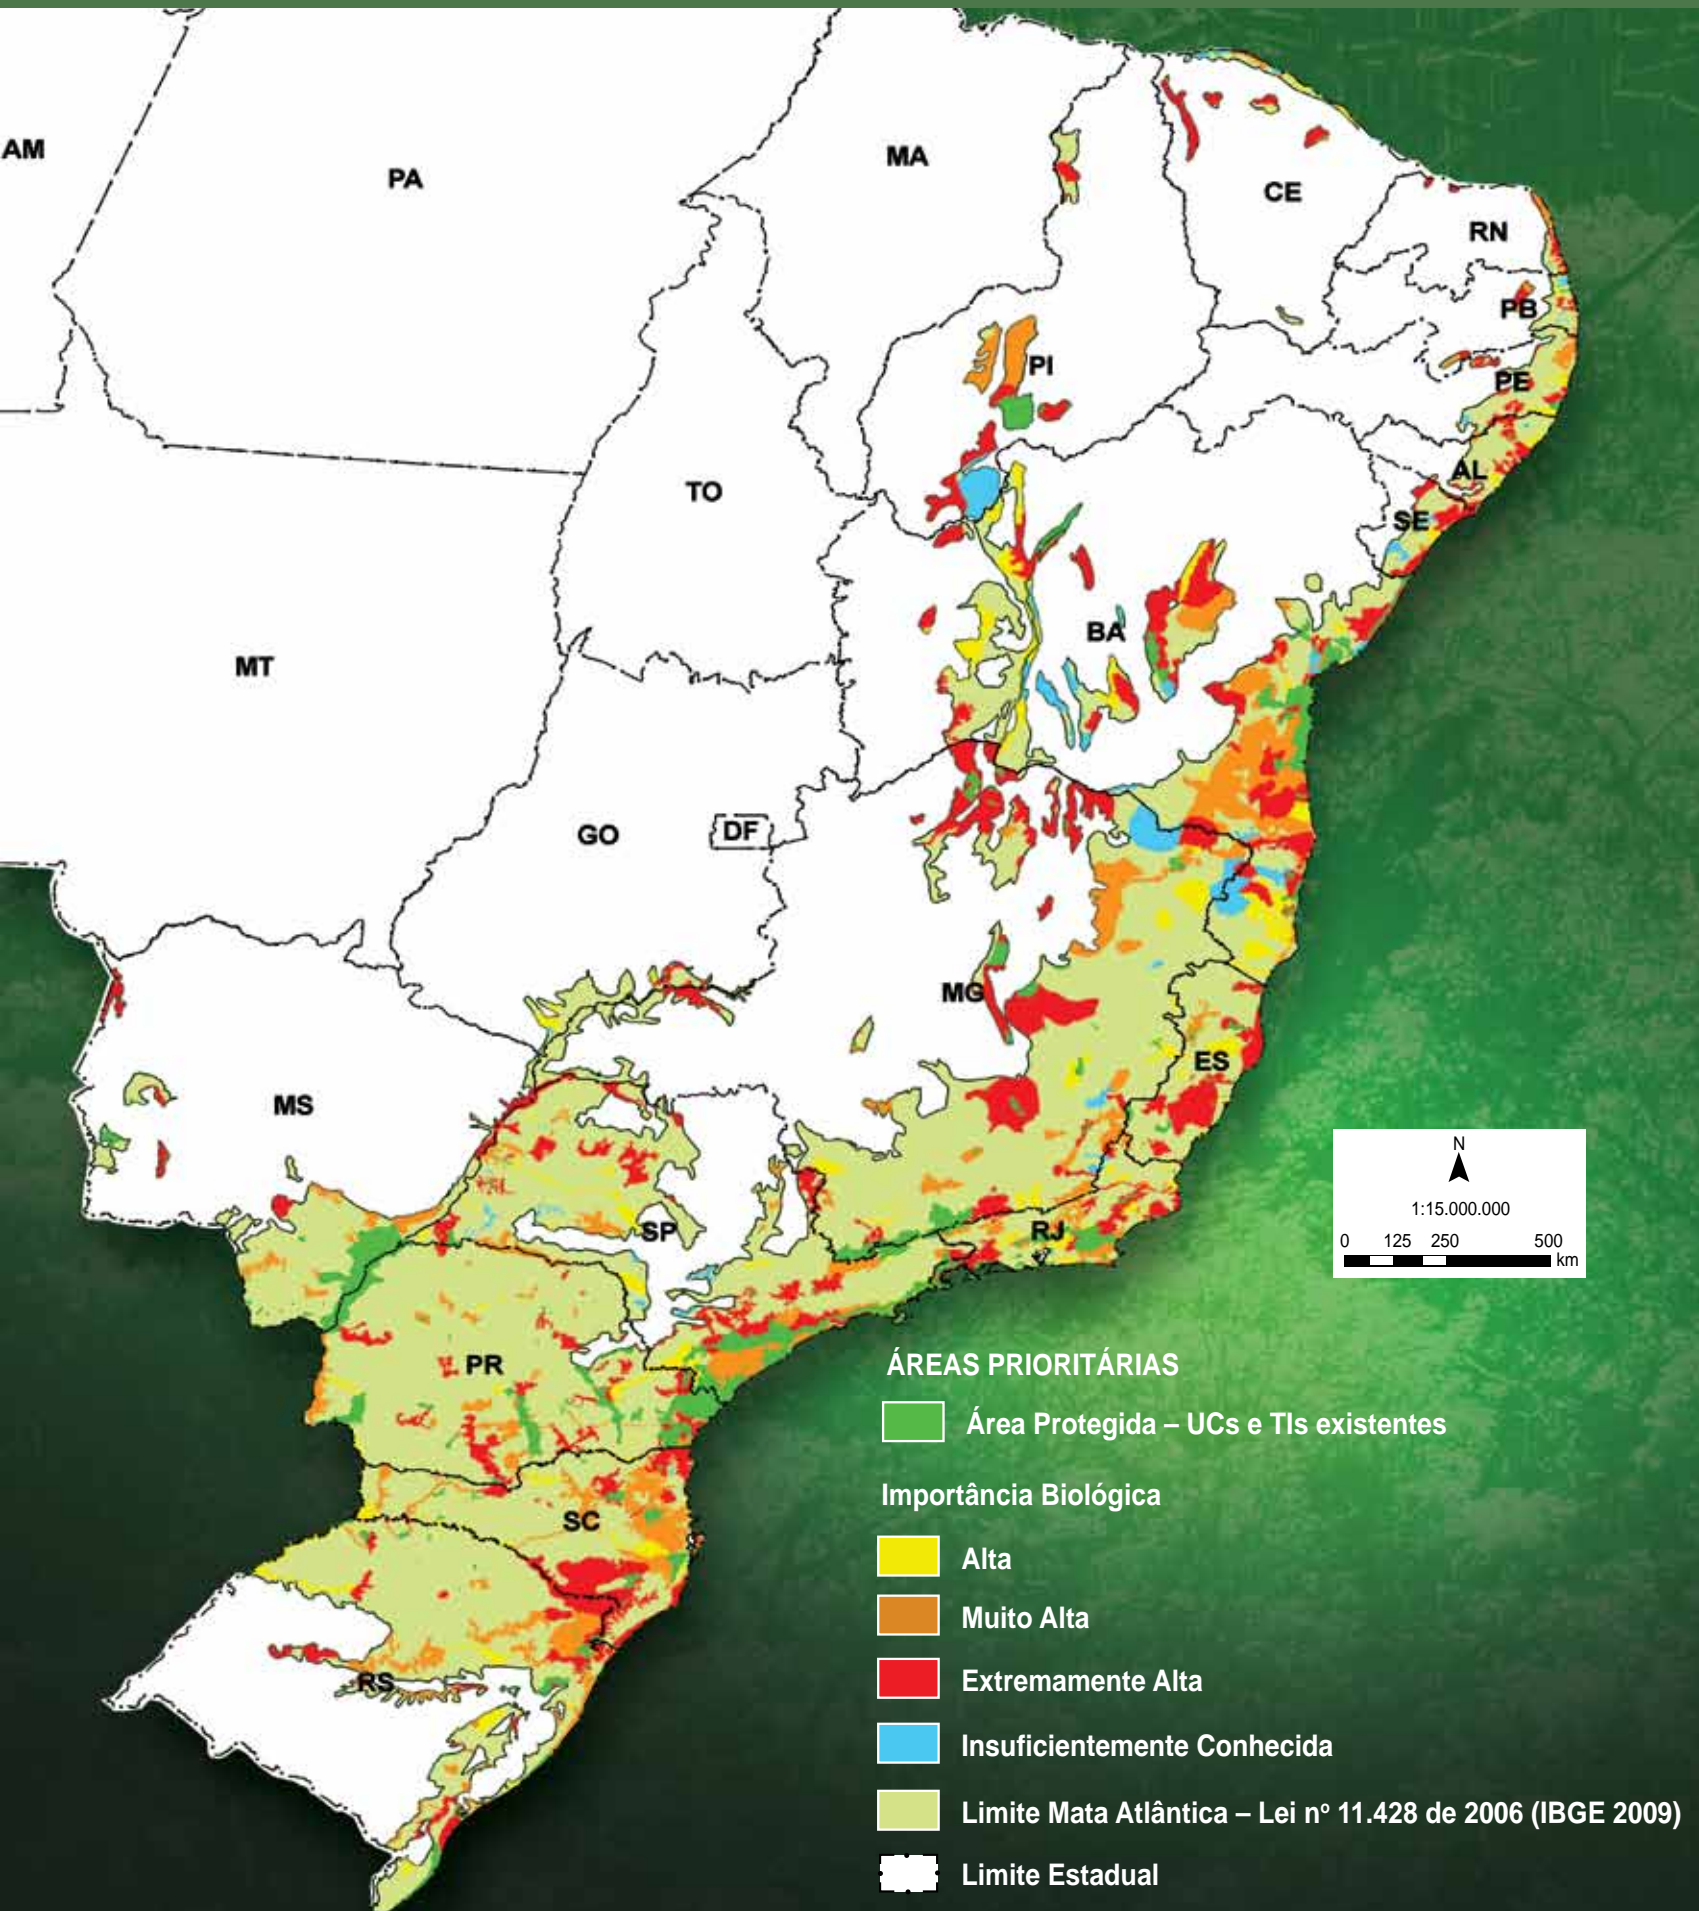 AM
PA
MA
CE
RN
PB
PI
PE
AL
TO
SE
BA
MT
GO
DF
MG
ES
MS
SP
RJ
PR
SC
RS
N
1:15.000.000
0 125 250 500
km
ÁREAS PRIORITÁRIAS
Área Protegida – UCs e TIs existentes
Importância Biológica
Alta
Muito Alta
Extremamente Alta
Insuficientemente Conhecida
Limite Mata Atlântica – Lei nº 11.428 de 2006 (IBGE 2009)
Limite Estadual